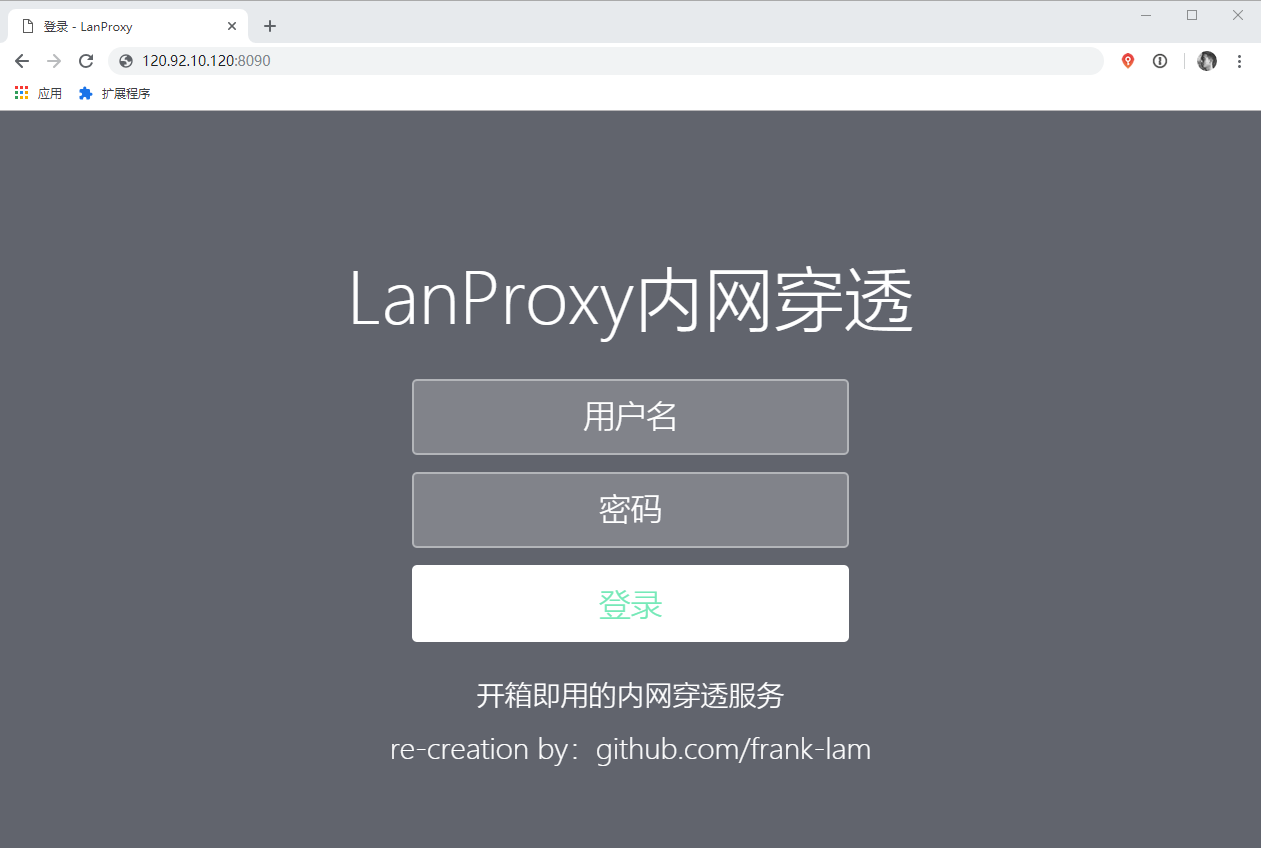 登录 - LanProxy
120.92.10.120:8090
应用 扩展程序
LanProxy内网穿透
用户名
密码
登录
开箱即用的内网穿透服务
re-creation by：github.com/frank-lam